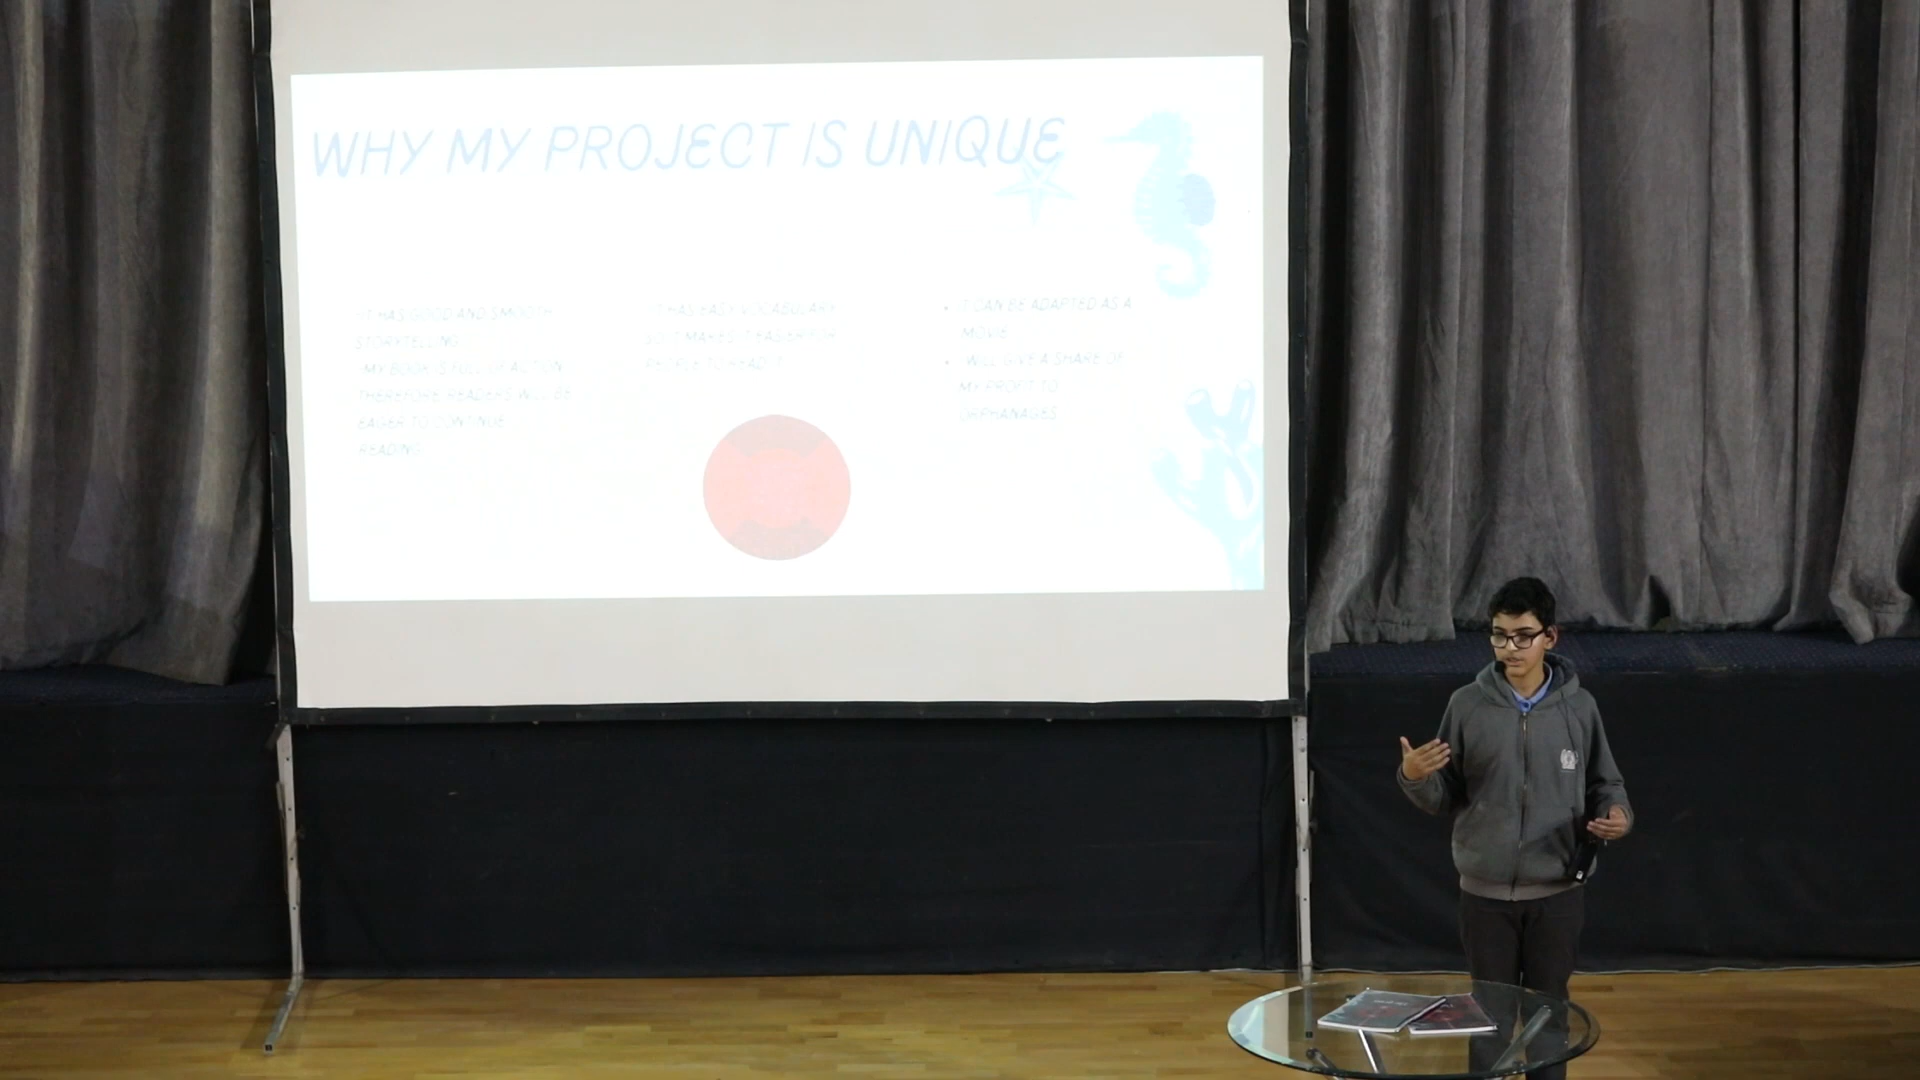 WHY MY PROJECT IS UNIQUE
-IT HAS GOOD AND SMOOTH
STORYTELLING
-MY BOOK IS FULL OF ACTION
THEREFORE READERS WILL BE
EAGER TO CONTINUE
READING
IT HAS EASY VOCABULARY
SO IT MAKES IT EASIER FOR
PEOPLE TO READ IT
• IT CAN BE ADAPTED AS A
MOVIE
• I WILL GIVE A SHARE OF
MY PROFIT TO
ORPHANAGES